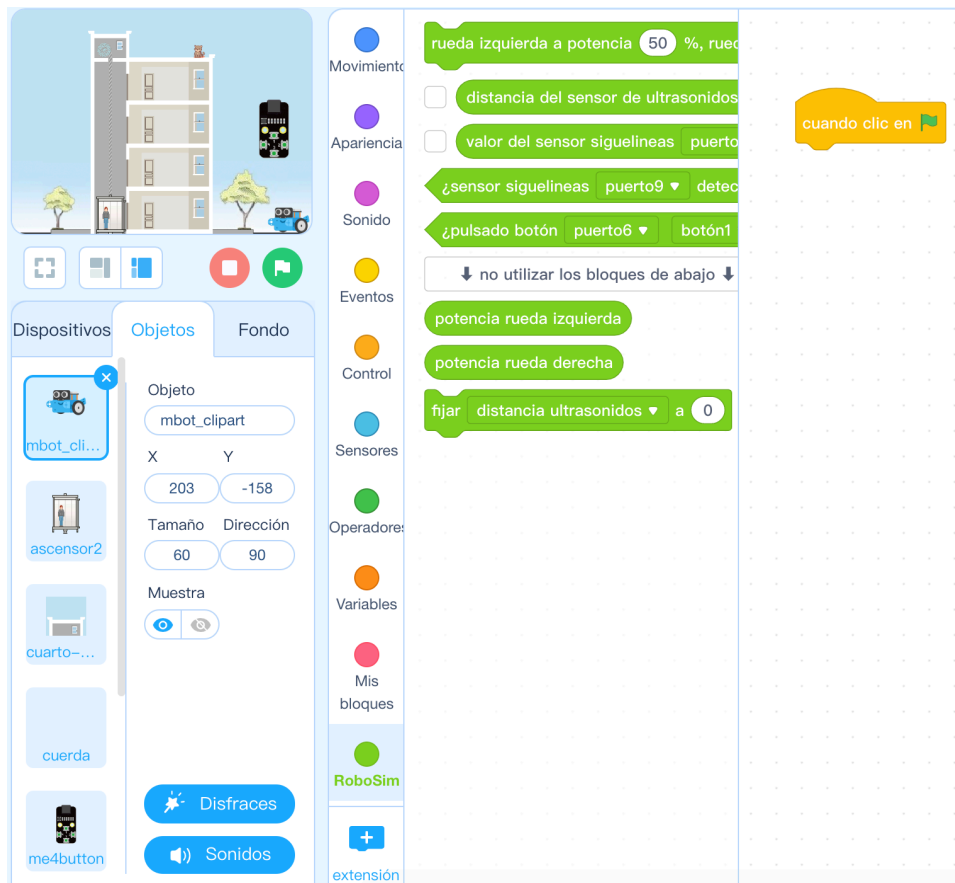 Dispositivos
Objetos
Fondo
mbot_cli...
ascensor2
cuarto-...
cuerda
me4button
Objeto
mbot_clipart
X Y
203 -158
Tamaño Dirección
60 90
Muestra
Disfraces
Sonidos
Movimiento
Apariencia
Sonido
Eventos
Control
Sensores
Operadores
Variables
Mis
bloques
RoboSim
extensión
rueda izquierda a potencia 50 %, rued
distancia del sensor de ultrasonidos
valor del sensor siguelineas puerto
¿sensor siguelineas puerto9 ▼ detec
¿pulsado botón puerto6 ▼ botón1
⬇ no utilizar los bloques de abajo ⬇
potencia rueda izquierda
potencia rueda derecha
fijar distancia ultrasonidos ▼ a 0
cuando clic en